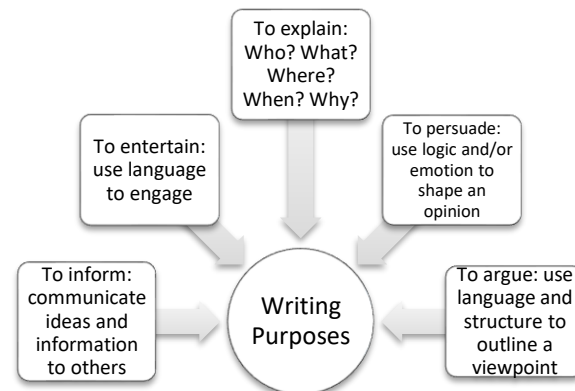 To explain:
Who? What?
Where?
When? Why?
To entertain:
use language
to engage
To persuade:
use logic and/or
emotion to
shape an
opinion
To inform:
communicate
ideas and
information
to others
Writing
Purposes
To argue: use
language and
structure to
outline a
viewpoint